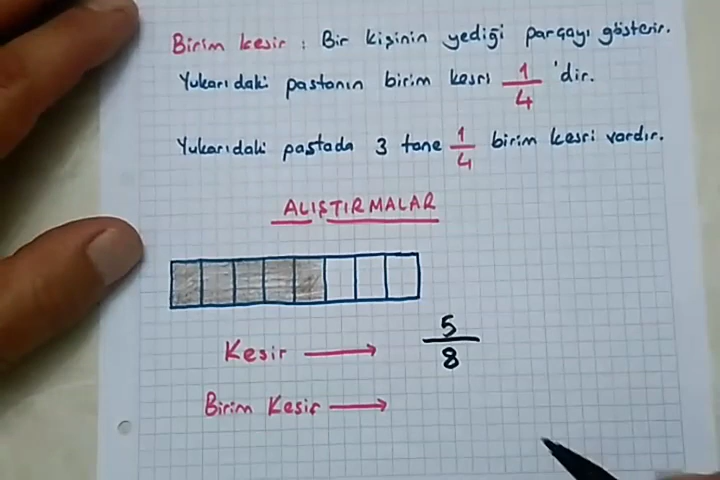 Birim kesir : Bir kişinin yediği parçayı gösterir.
Yukarıdaki pastanın birim kesri 1/4 'dir.
Yukarıdaki pastada 3 tane 1/4 birim kesri vardır.
ALIŞTIRMALAR
Kesir → 5/8
Birim Kesir →